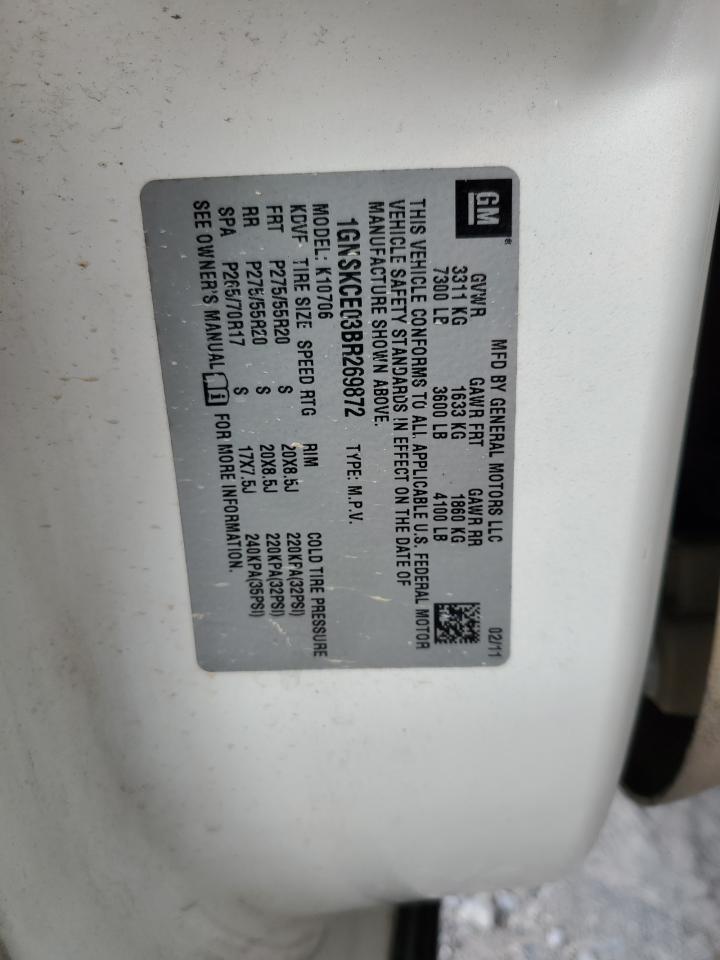 GM®
MFD BY GENERAL MOTORS LLC 02/11
GVWR GAWR FRT GAWR RR
3311 KG 1633 KG 1860 KG
7300 LB 3600 LB 4100 LB
THIS VEHICLE CONFORMS TO ALL APPLICABLE U.S. FEDERAL MOTOR
VEHICLE SAFETY STANDARDS IN EFFECT ON THE DATE OF
MANUFACTURE SHOWN ABOVE.
1GNSKCE03BR269872 TYPE: M.P.V.
MODEL: K10706
KDVF TIRE SIZE SPEED RTG RIM COLD TIRE PRESSURE
FRT P275/55R20 S 20X8.5J 220KPA(32PSI)
RR P275/55R20 S 20X8.5J 220KPA(32PSI)
SPA P265/70R17 S 17X7.5J 240KPA(35PSI)
SEE OWNER'S MANUAL i FOR MORE INFORMATION.